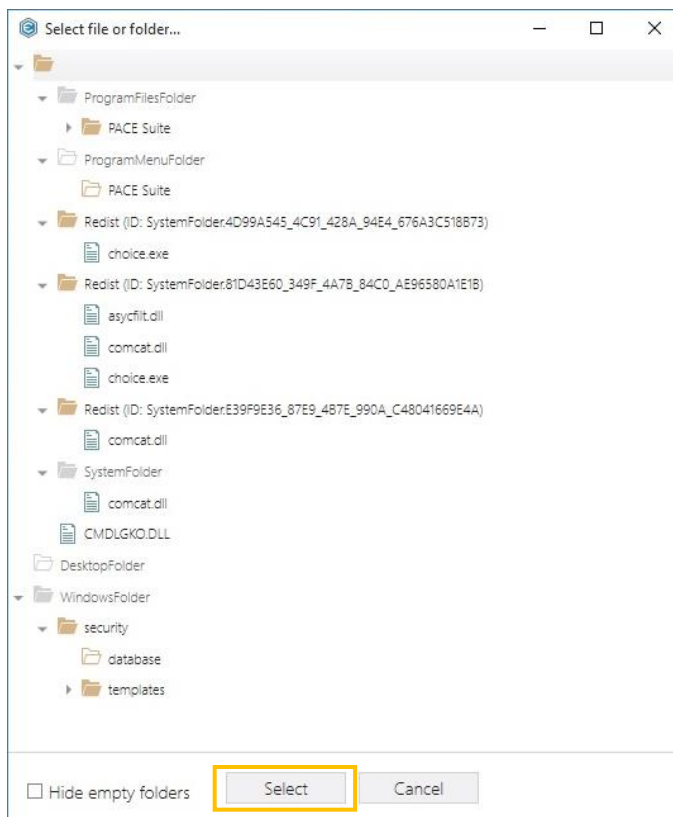 Select file or folder...
ProgramFilesFolder
PACE Suite
ProgramMenuFolder
PACE Suite
Redist (ID: SystemFolder.4D99A545_4C91_428A_94E4_676A3C518B73)
choice.exe
Redist (ID: SystemFolder.81D43E60_349F_4A7B_84C0_AE96580A1E1B)
asycfilt.dll
comcat.dll
choice.exe
Redist (ID: SystemFolder.E39F9E36_87E9_4B7E_990A_C48041669E4A)
comcat.dll
SystemFolder
comcat.dll
CMDLGKO.DLL
DesktopFolder
WindowsFolder
security
database
templates
Hide empty folders Select Cancel